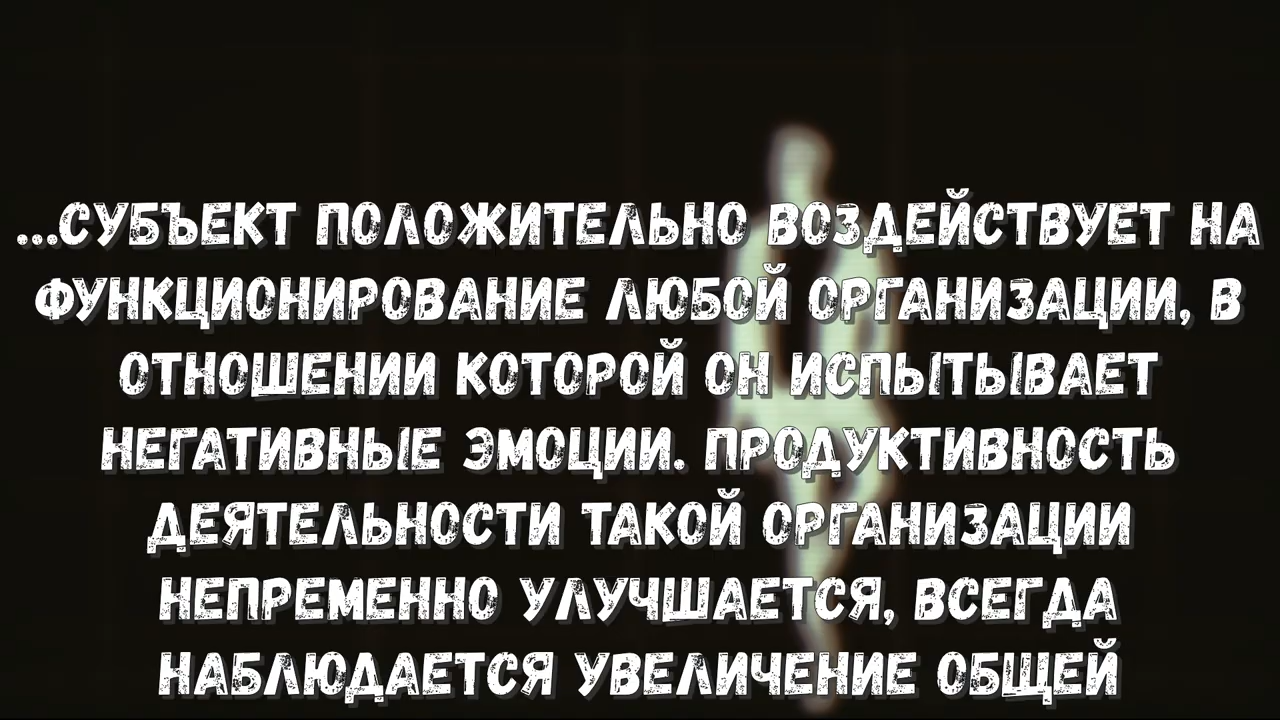 ...СУБЪЕКТ ПОЛОЖИТЕЛЬНО ВОЗДЕЙСТВУЕТ НА
ФУНКЦИОНИРОВАНИЕ ЛЮБОЙ ОРГАНИЗАЦИИ, В
ОТНОШЕНИИ КОТОРОЙ ОН ИСПЫТЫВАЕТ
НЕГАТИВНЫЕ ЭМОЦИИ. ПРОДУКТИВНОСТЬ
ДЕЯТЕЛЬНОСТИ ТАКОЙ ОРГАНИЗАЦИИ
НЕПРЕМЕННО УЛУЧШАЕТСЯ, ВСЕГДА
НАБЛЮДАЕТСЯ УВЕЛИЧЕНИЕ ОБЩЕЙ